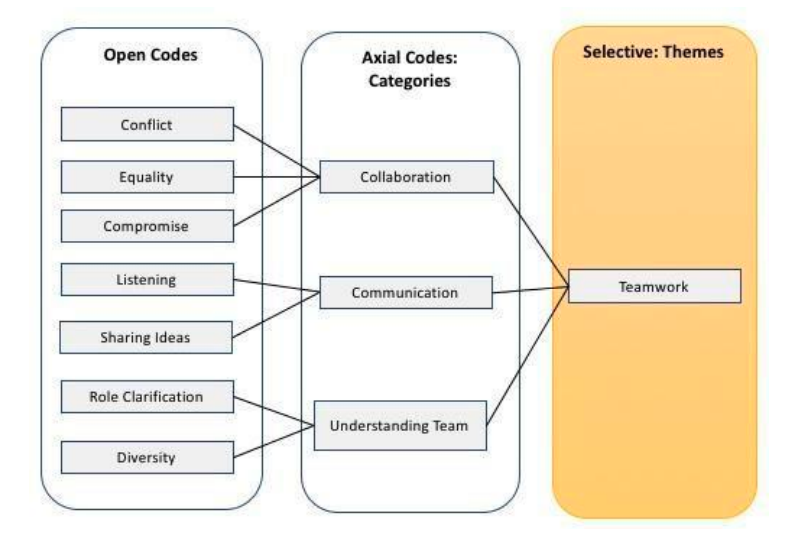 Open Codes
Conflict
Equality
Compromise
Listening
Sharing Ideas
Role Clarification
Diversity
Axial Codes:
Categories
Collaboration
Communication
Understanding Team
Selective: Themes
Teamwork